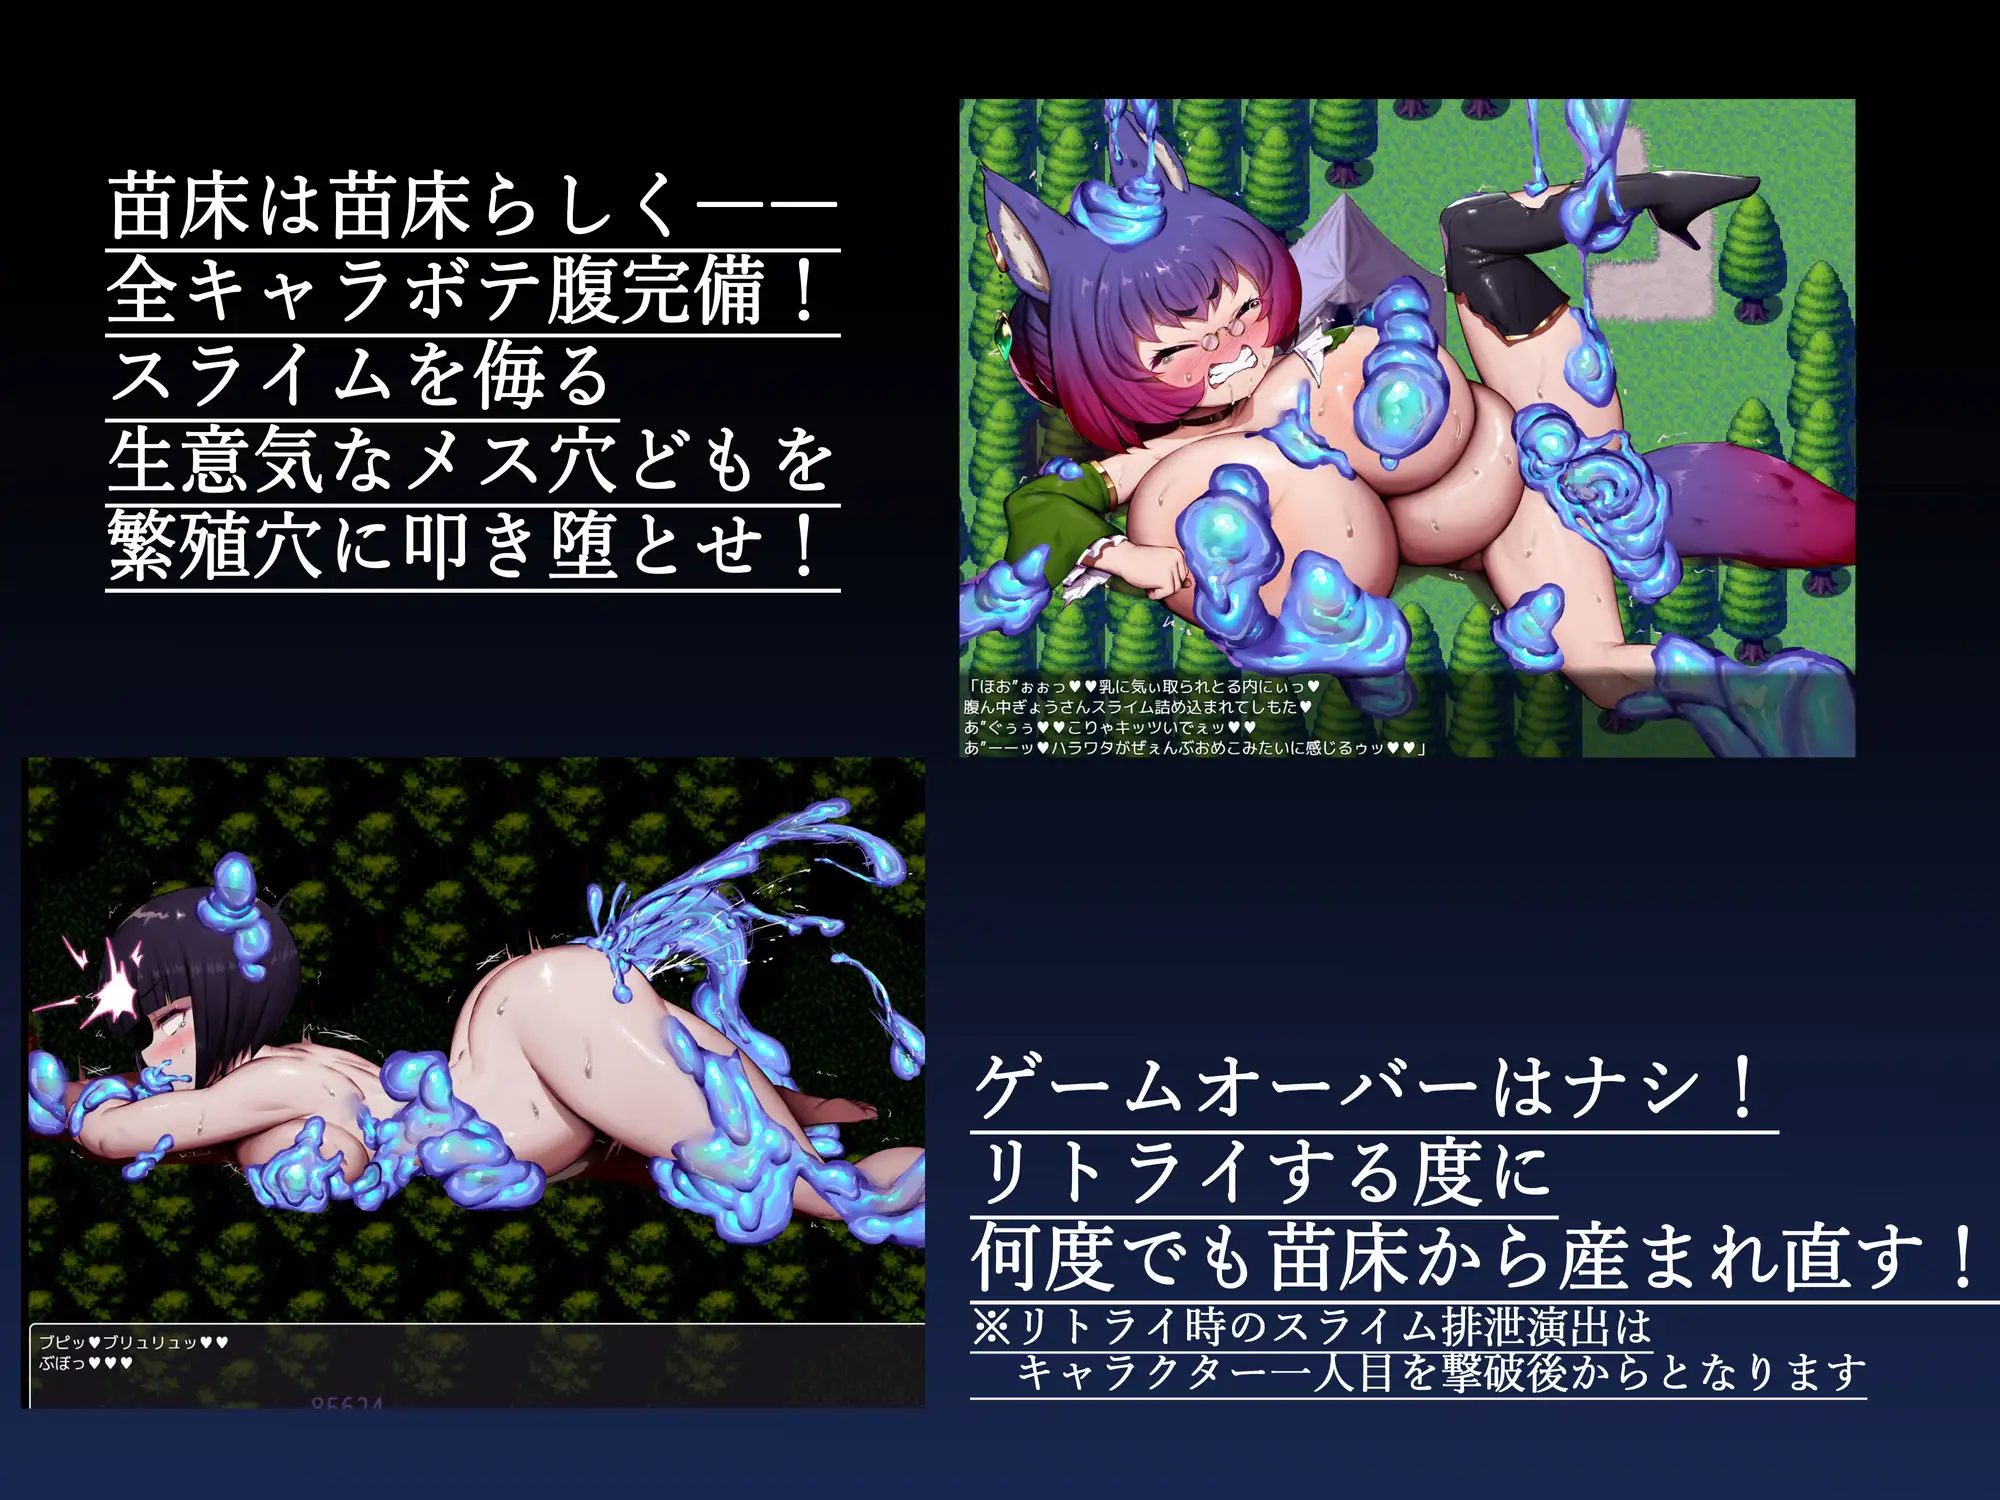 苗床は苗床らしく――
全キャラボテ腹完備！
スライムを侮る
生意気なメス穴どもを
繁殖穴に叩き堕とせ！
「ほお"ぉぉっ♥♥乳に気ぃ取られとる内にぃっ♥
腹ん中ぎょうさんスライム詰め込まれてしもた♥
あ"ぐぅぅ♥♥こりゃキッツいでぇッ♥♥
あ"ーーッ♥ハラワタがぜぇんぶおめこみたいに感じるゥッ♥♥」
ブピッ♥ブリュリュッ♥♥
ぶぼっ♥♥♥
85624
ゲームオーバーはナシ！
リトライする度に
何度でも苗床から産まれ直す！
※リトライ時のスライム排泄演出は
キャラクター一人目を撃破後からとなります